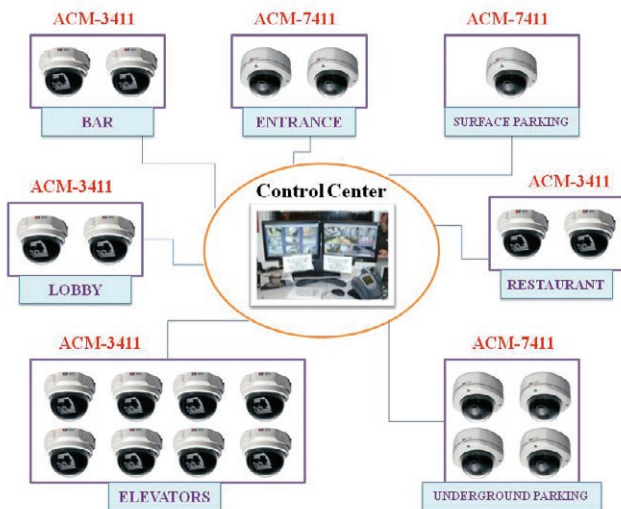 ACM-3411
ACM-7411
ACM-7411
BAR
ENTRANCE
SURFACE PARKING
Control Center
ACM-3411
ACM-3411
LOBBY
RESTAURANT
ACM-3411
ACM-7411
ELEVATORS
UNDERGROUND PARKING